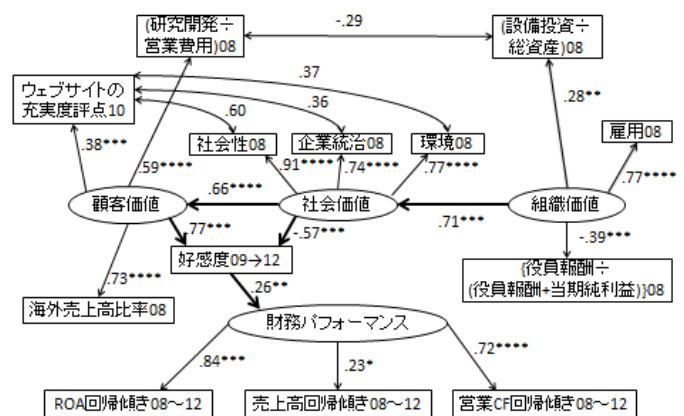 (研究開発÷
営業費用)08
-.29
(設備投資÷
総資産)08
ウェブサイトの
充実度評点10
.37
.36
.60
社会性08
企業統治08
環境08
.28**
雇用08
.38***
.59****
.91****
.74****
.77****
.77****
顧客価値
.66****
社会価値
.71***
組織価値
.77***
-.57***
-.39***
好感度09→12
{役員報酬÷
(役員報酬+当期純利益)}08
.73****
海外売上高比率08
.26**
財務パフォーマンス
.84***
.23*
.72****
ROA回帰傾き08～12
売上高回帰傾き08～12
営業CF回帰傾き08～12